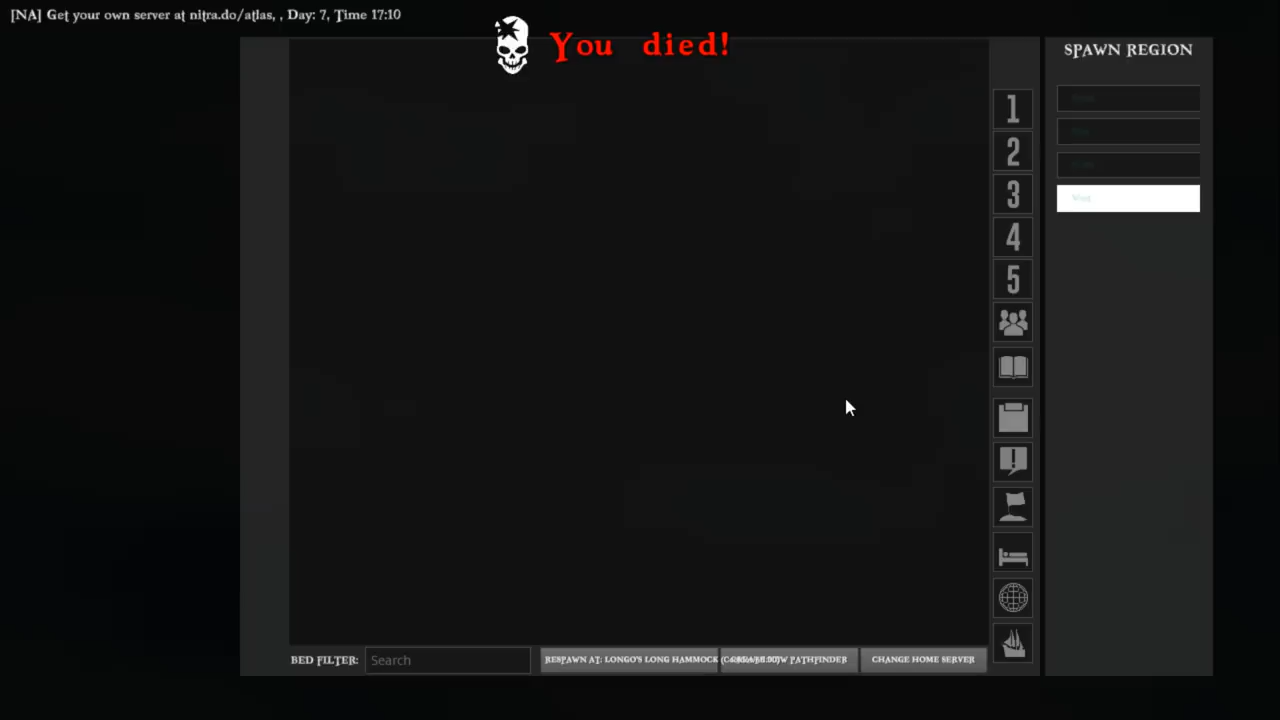 [NA] Get your own server at nitra.do/atlas, , Day: 7, Time 17:10
You died!
SPAWN REGION
1
2
3
4
5
BED FILTER:
Search
RESPAWN AT: LONGO'S LONG HAMMOCK
PATHFINDER
CHANGE HOME SERVER